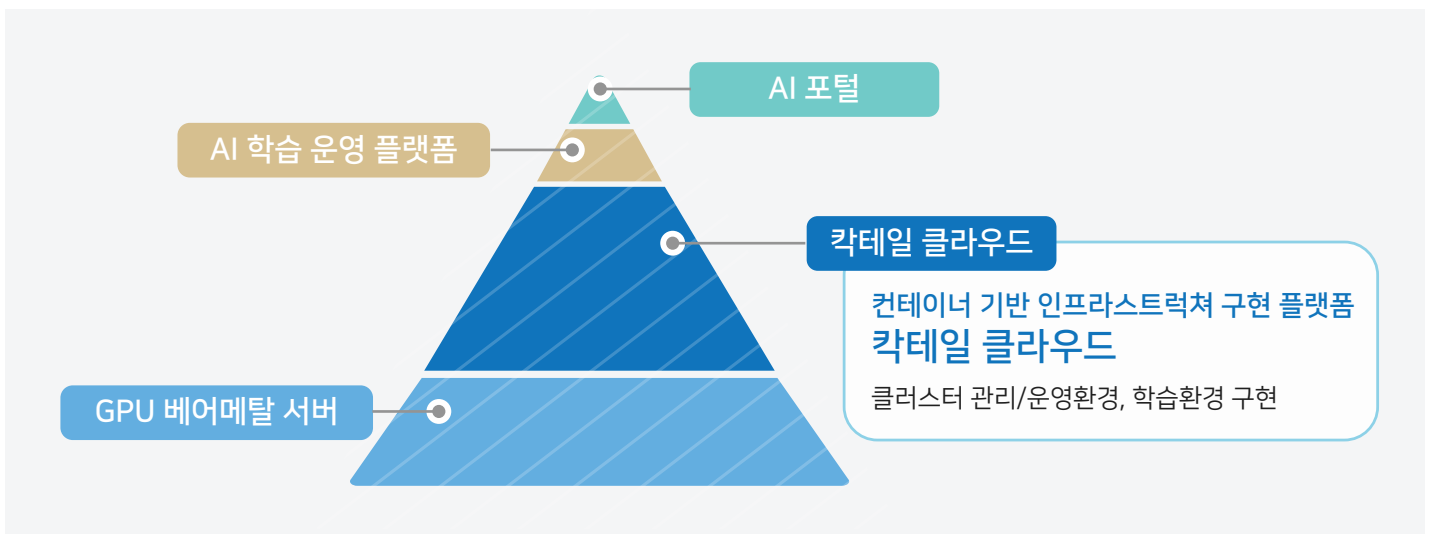 AI 포털
AI 학습 운영 플랫폼
칵테일 클라우드
컨테이너 기반 인프라스트럭쳐 구현 플랫폼
칵테일 클라우드
클러스터 관리/운영환경, 학습환경 구현
GPU 베어메탈 서버